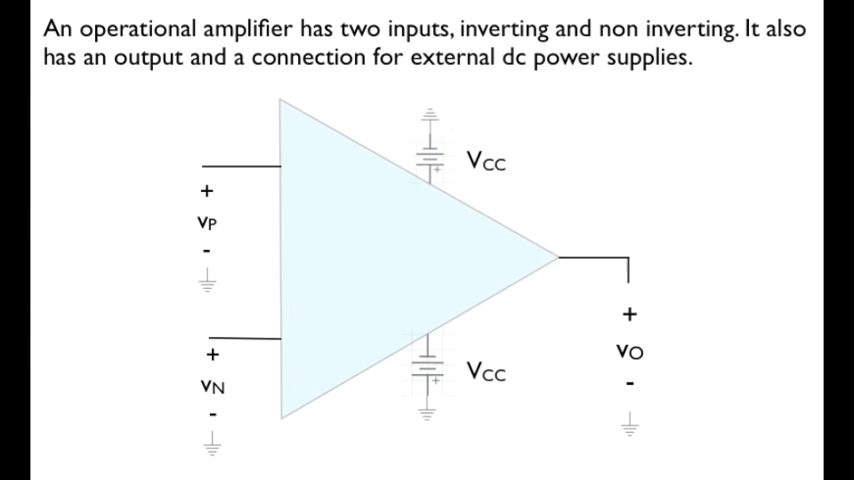 An operational amplifier has two inputs, inverting and non inverting. It also
has an output and a connection for external dc power supplies.
+
VCC
+
vP
-
+
vN
-
VCC
+
+
vO
-